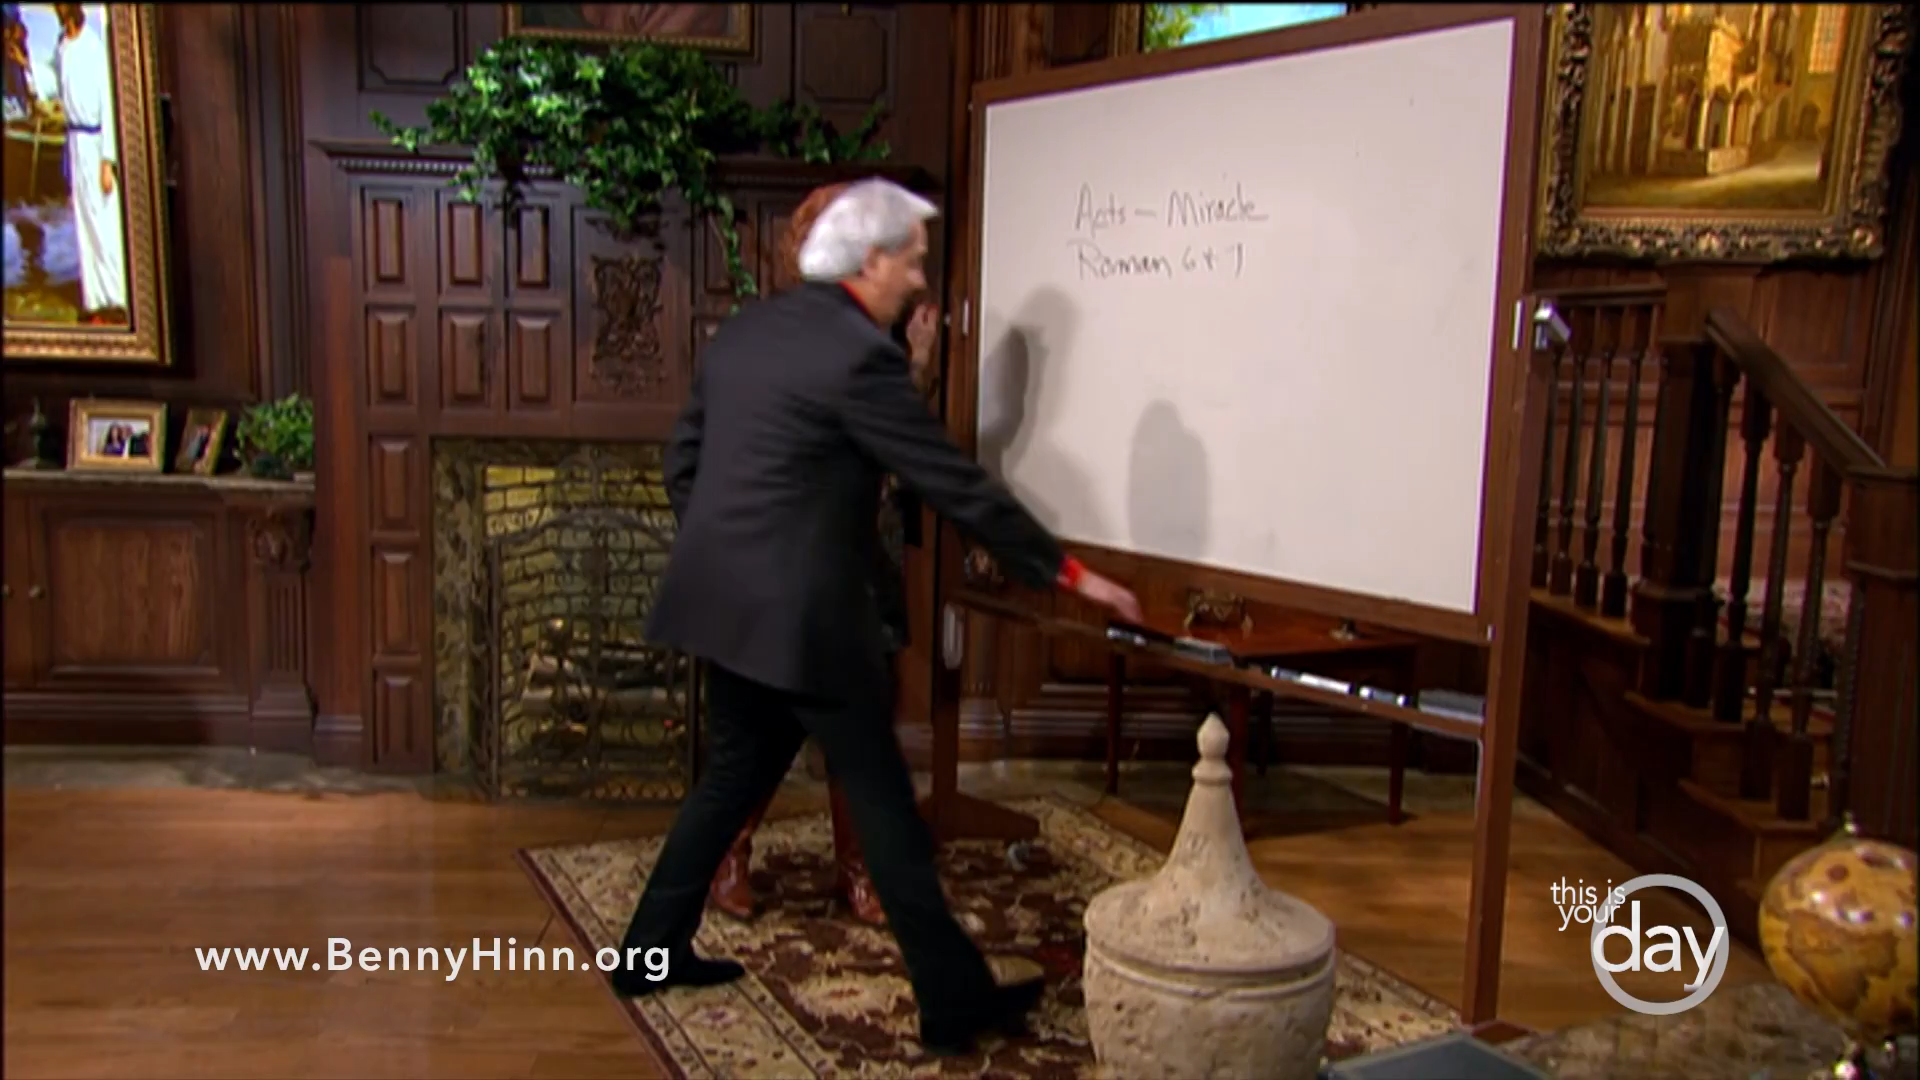 Acts - Miracle
Roman 6 & 7
www.BennyHinn.org
this is
your
day